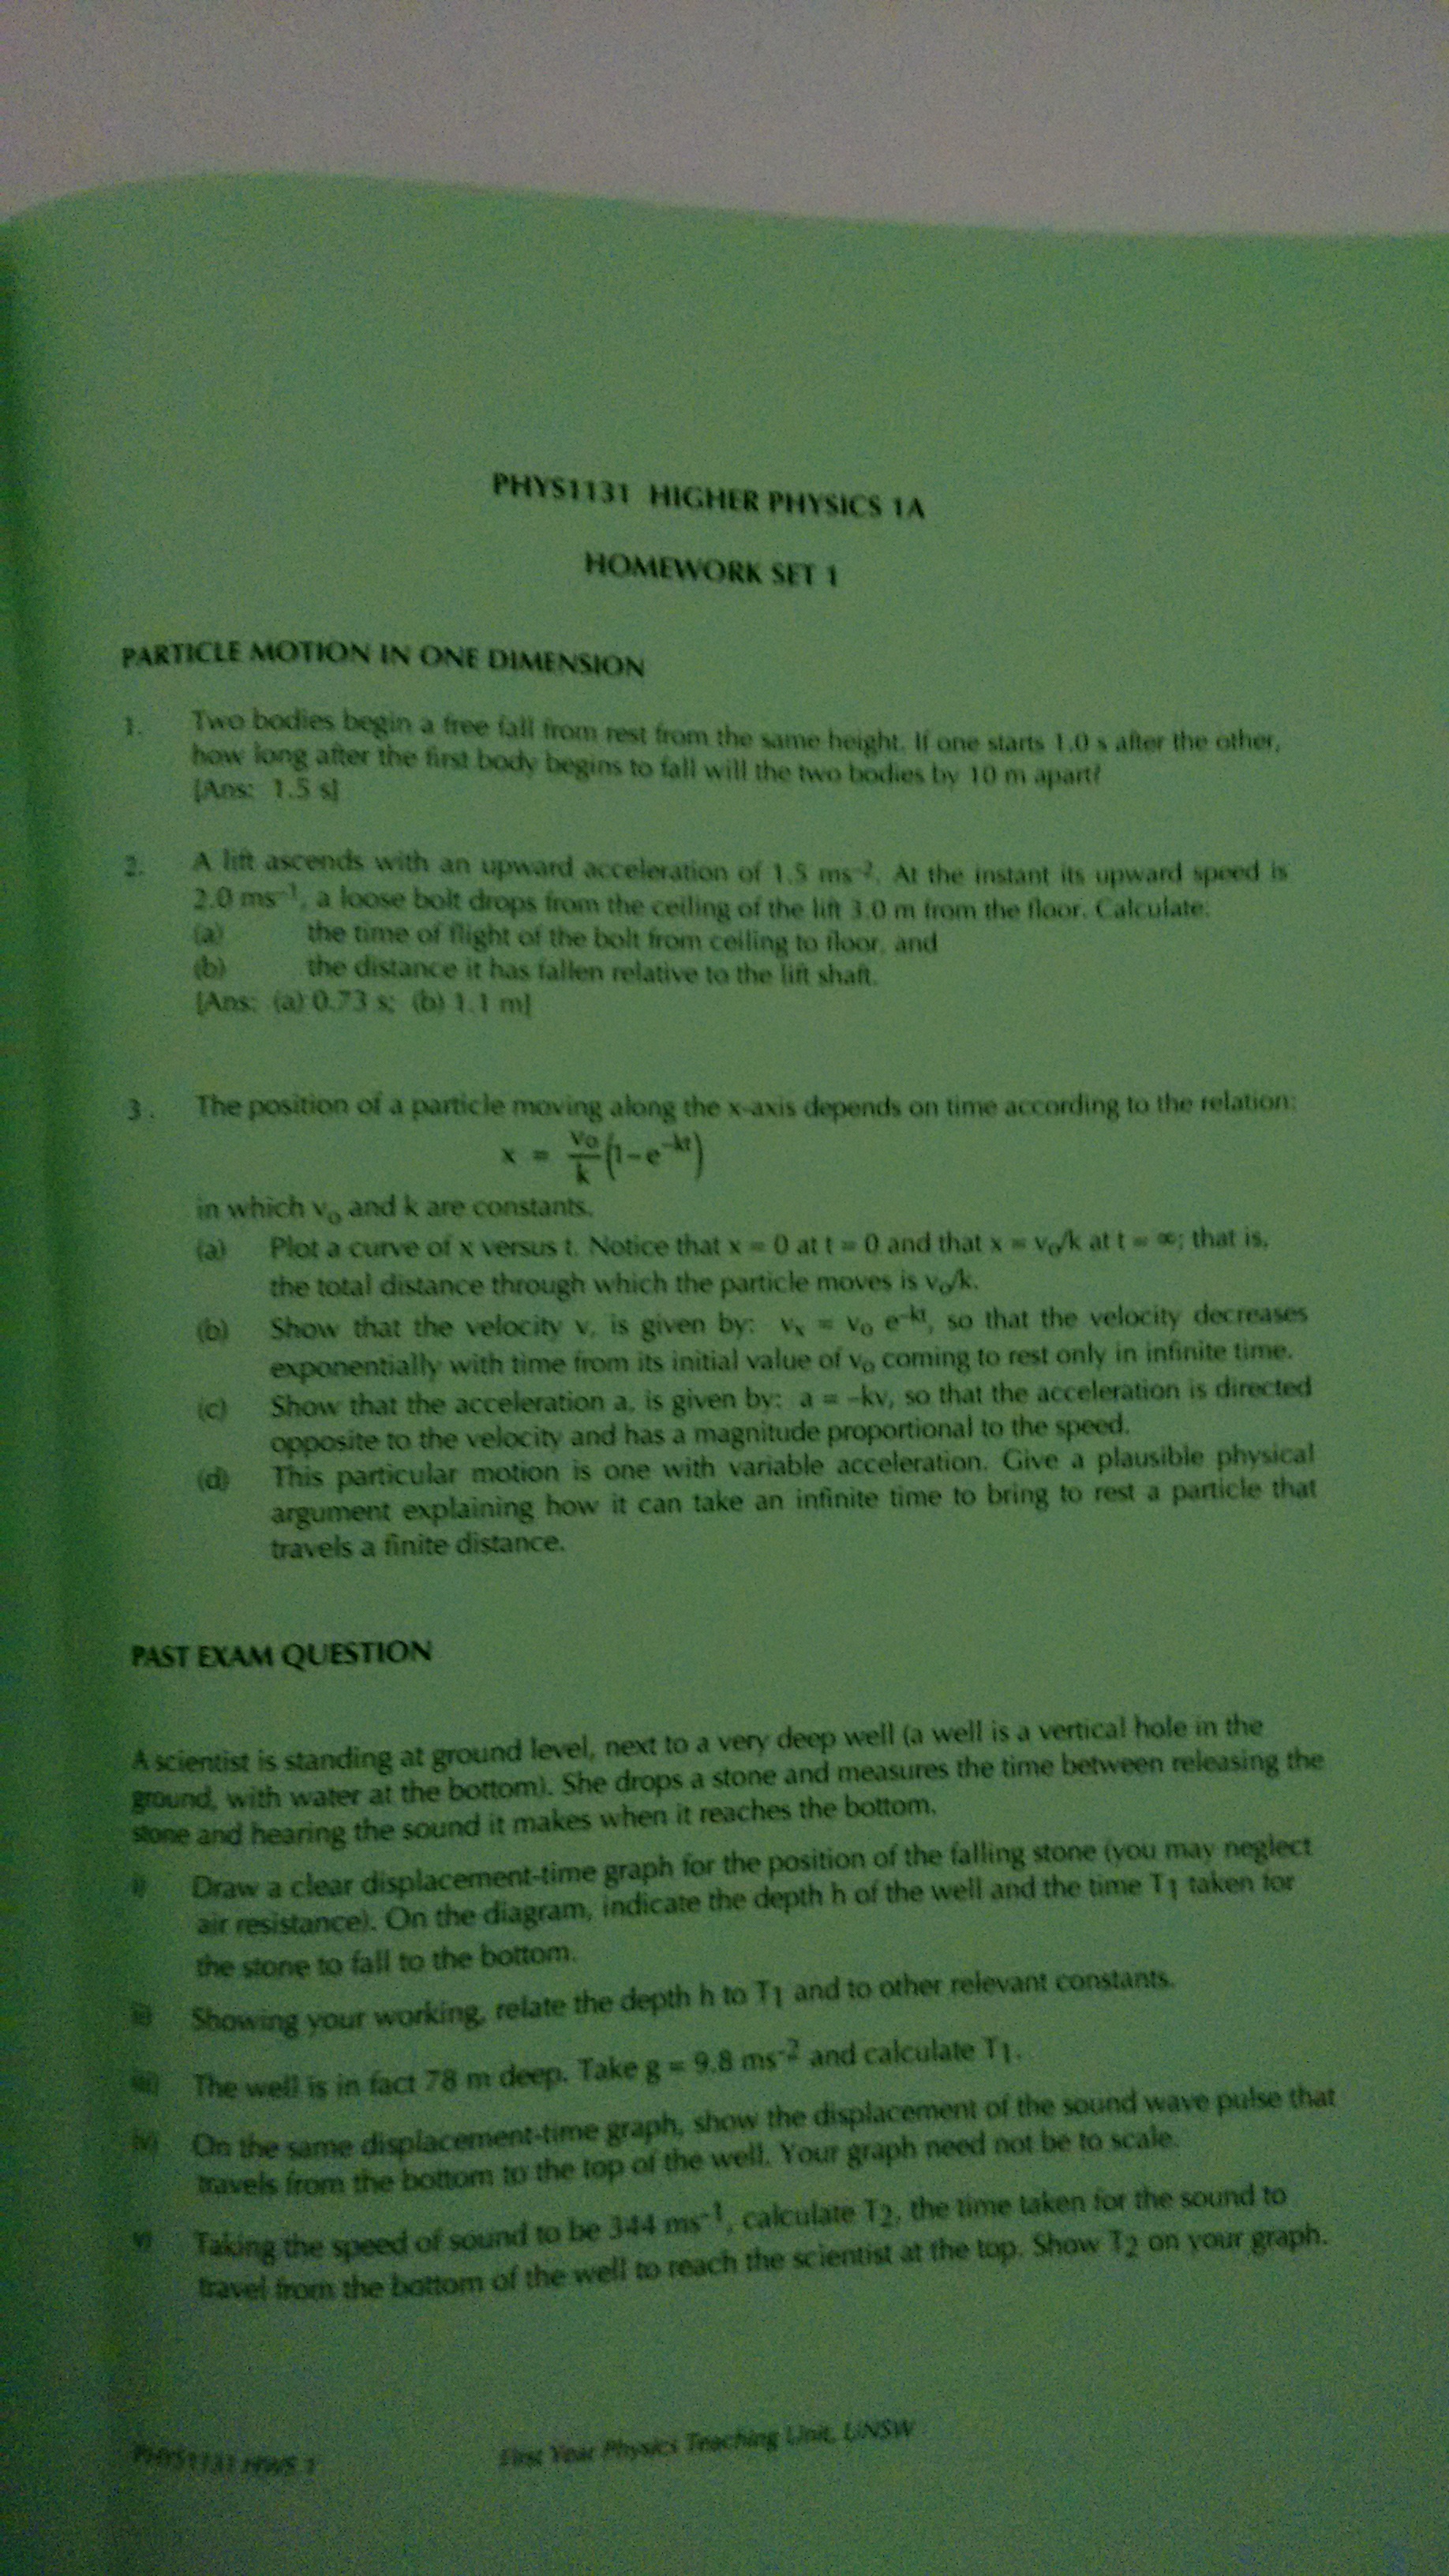 PHYS1131 HIGHER PHYSICS 1A
HOMEWORK SET 1
PARTICLE MOTION IN ONE DIMENSION
1. Two bodies begin a free fall from rest from the same height. If one starts 1.0 s after the other,
how long after the first body begins to fall will the two bodies by 10 m apart?
[Ans: 1.5 s]
2. A lift ascends with an upward acceleration of 1.5 ms⁻². At the instant its upward speed is
2.0 ms⁻¹, a loose bolt drops from the ceiling of the lift 3.0 m from the floor. Calculate:
(a) the time of flight of the bolt from ceiling to floor, and
(b) the distance it has fallen relative to the lift shaft.
[Ans: (a) 0.73 s; (b) 1.1 m]
3. The position of a particle moving along the x-axis depends on time according to the relation:
x = v₀/k (1−e⁻ᵏᵗ)
in which v₀ and k are constants.
(a) Plot a curve of x versus t. Notice that x = 0 at t = 0 and that x = v₀/k at t = ∞; that is,
the total distance through which the particle moves is v₀/k.
(b) Show that the velocity v, is given by: vₓ = v₀ e⁻ᵏᵗ, so that the velocity decreases
exponentially with time from its initial value of v₀ coming to rest only in infinite time.
(c) Show that the acceleration a, is given by: a = −kv, so that the acceleration is directed
opposite to the velocity and has a magnitude proportional to the speed.
(d) This particular motion is one with variable acceleration. Give a plausible physical
argument explaining how it can take an infinite time to bring to rest a particle that
travels a finite distance.
PAST EXAM QUESTION
A scientist is standing at ground level, next to a very deep well (a well is a vertical hole in the
ground, with water at the bottom). She drops a stone and measures the time between releasing the
stone and hearing the sound it makes when it reaches the bottom.
i) Draw a clear displacement-time graph for the position of the falling stone (you may neglect
air resistance). On the diagram, indicate the depth h of the well and the time T₁ taken for
the stone to fall to the bottom.
ii) Showing your working, relate the depth h to T₁ and to other relevant constants.
iii) The well is in fact 78 m deep. Take g = 9.8 ms⁻² and calculate T₁.
iv) On the same displacement-time graph, show the displacement of the sound wave pulse that
travels from the bottom to the top of the well. Your graph need not be to scale.
v) Taking the speed of sound to be 344 ms⁻¹, calculate T₂, the time taken for the sound to
travel from the bottom of the well to reach the scientist at the top. Show T₂ on your graph.
PHYS1131 HWS 1
First Year Physics Teaching Unit, UNSW